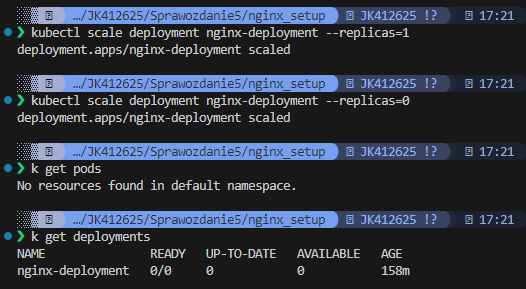 …/JK412625/Sprawozdanie5/nginx_setup JK412625 !? 17:21
❯ kubectl scale deployment nginx-deployment --replicas=1
deployment.apps/nginx-deployment scaled
…/JK412625/Sprawozdanie5/nginx_setup JK412625 !? 17:21
❯ kubectl scale deployment nginx-deployment --replicas=0
deployment.apps/nginx-deployment scaled
…/JK412625/Sprawozdanie5/nginx_setup JK412625 !? 17:21
❯ k get pods
No resources found in default namespace.
…/JK412625/Sprawozdanie5/nginx_setup JK412625 !? 17:21
❯ k get deployments
NAME READY UP-TO-DATE AVAILABLE AGE
nginx-deployment 0/0 0 0 158m